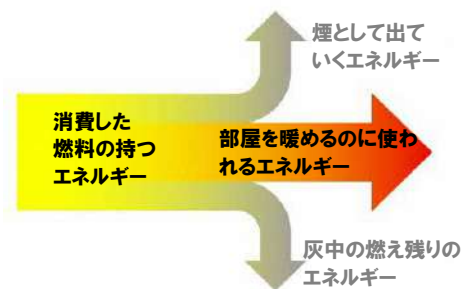 煙として出て
いくエネルギー
消費した
燃料の持つ
エネルギー
部屋を暖めるのに使わ
れるエネルギー
灰中の燃え残りの
エネルギー